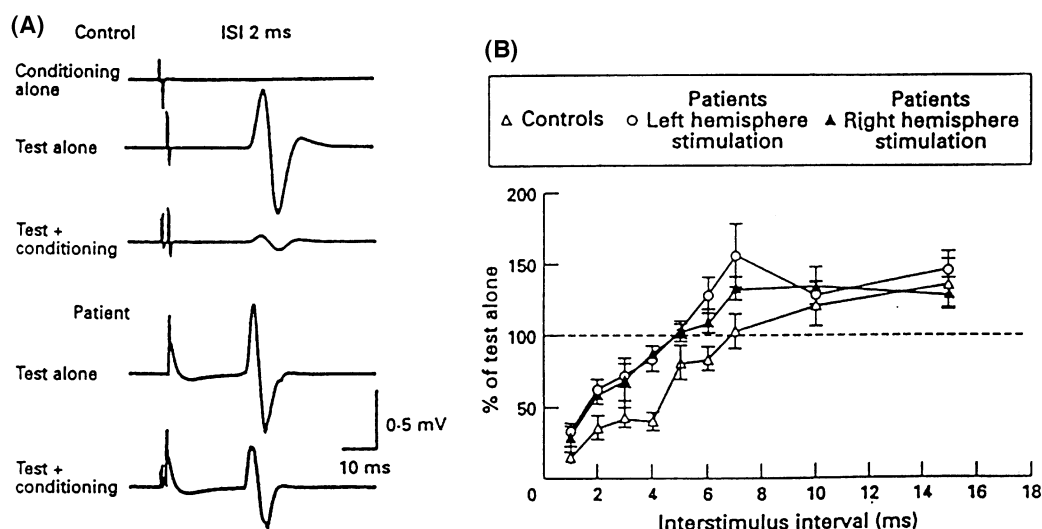 (A)
Control ISI 2 ms
Conditioning
alone
Test alone
Test +
conditioning
Patient
Test alone
0·5 mV
10 ms
Test +
conditioning
(B)
Controls
Patients
Left hemisphere
stimulation
Patients
Right hemisphere
stimulation
200
150
100
50
0 2 4 6 8 10 12 14 16 18
% of test alone
Interstimulus interval (ms)